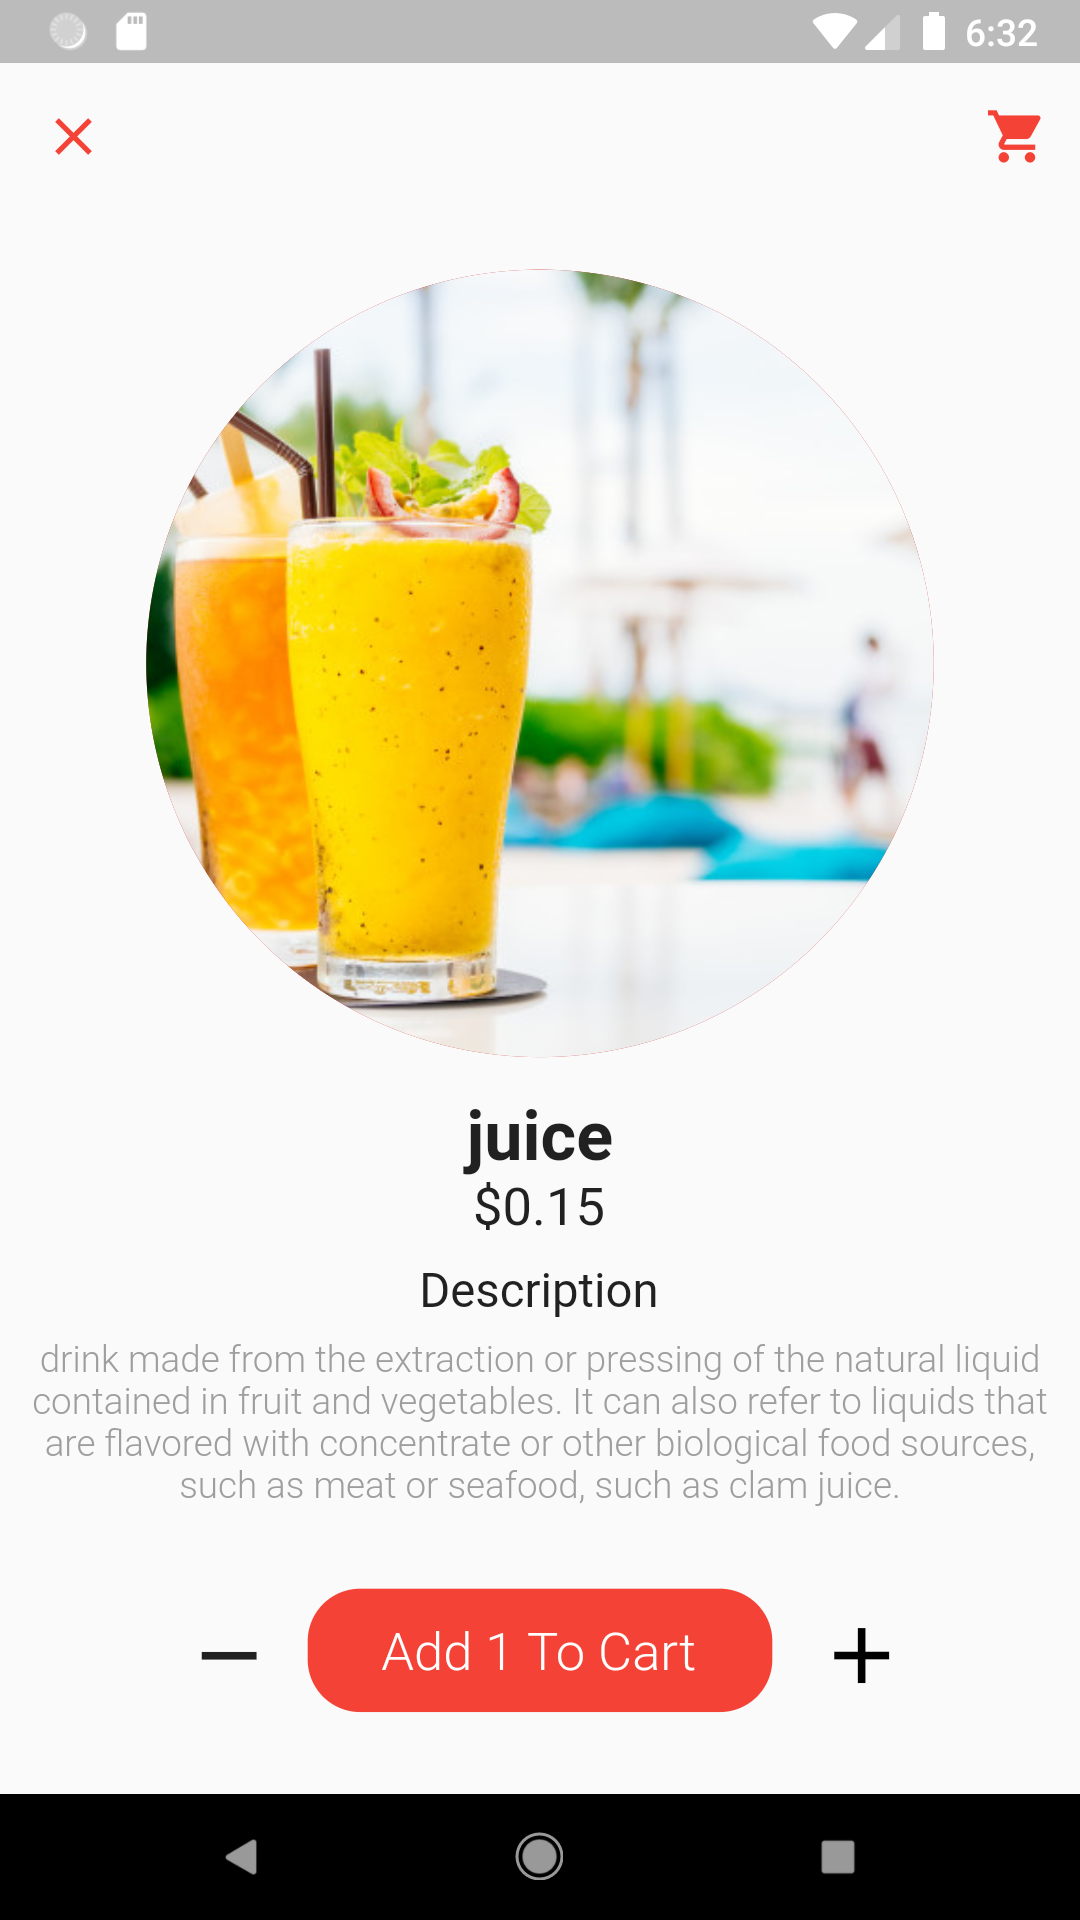 6:32
juice
$0.15
Description
drink made from the extraction or pressing of the natural liquid
contained in fruit and vegetables. It can also refer to liquids that
are flavored with concentrate or other biological food sources,
such as meat or seafood, such as clam juice.
Add 1 To Cart